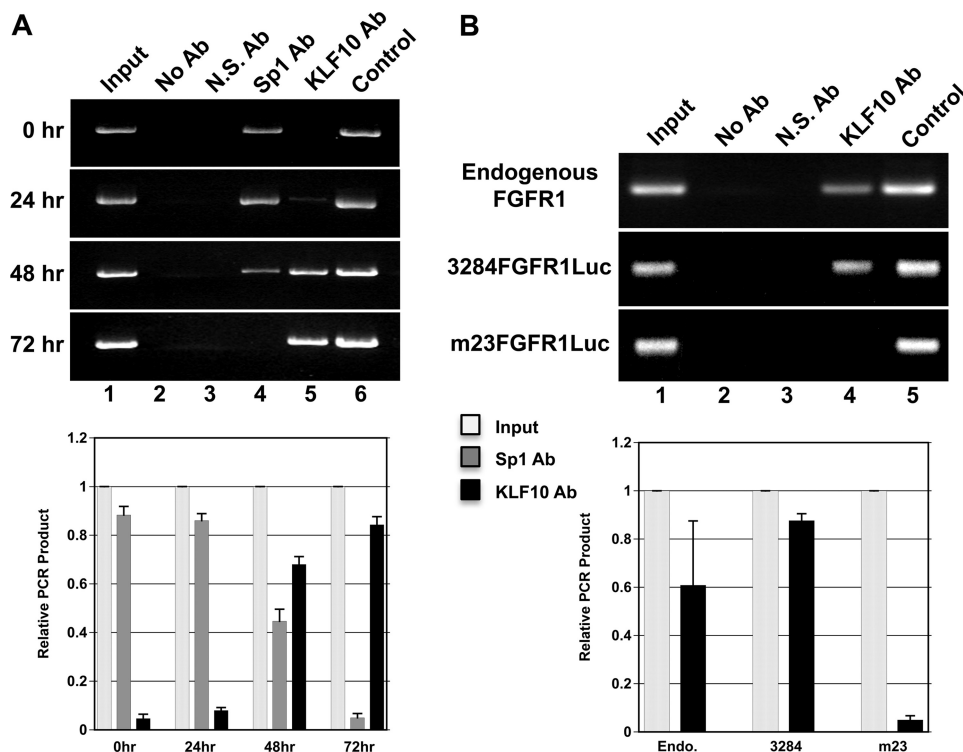 A
Input No Ab N.S. Ab Sp1 Ab KLF10 Ab Control
0 hr
24 hr
48 hr
72 hr
1 2 3 4 5 6
1.2
1
0.8
0.6
0.4
0.2
0
Relative PCR Product
0hr 24hr 48hr 72hr
Input
Sp1 Ab
KLF10 Ab
B
Input No Ab N.S. Ab KLF10 Ab Control
Endogenous
FGFR1
3284FGFR1Luc
m23FGFR1Luc
1 2 3 4 5
1.2
1
0.8
0.6
0.4
0.2
0
Relative PCR Product
Endo. 3284 m23